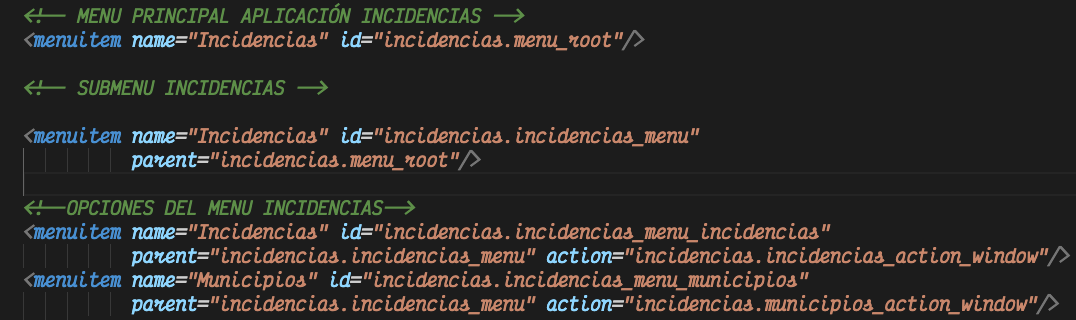 <!-- MENU PRINCIPAL APLICACIÓN INCIDENCIAS -->
<menuitem name="Incidencias" id="incidencias.menu_root"/>
<!-- SUBMENU INCIDENCIAS -->
<menuitem name="Incidencias" id="incidencias.incidencias_menu"
parent="incidencias.menu_root"/>
<!--OPCIONES DEL MENU INCIDENCIAS-->
<menuitem name="Incidencias" id="incidencias.incidencias_menu_incidencias"
parent="incidencias.incidencias_menu" action="incidencias.incidencias_action_window"/>
<menuitem name="Municipios" id="incidencias.incidencias_menu_municipios"
parent="incidencias.incidencias_menu" action="incidencias.municipios_action_window"/>